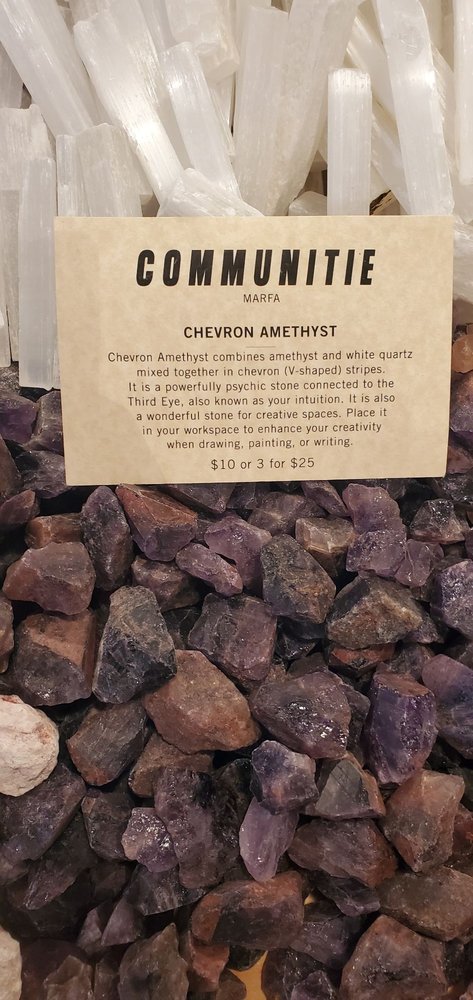 COMMUNITIE
MARFA
CHEVRON AMETHYST
Chevron Amethyst combines amethyst and white quartz
mixed together in chevron (V-shaped) stripes.
It is a powerfully psychic stone connected to the
Third Eye, also known as your intuition. It is also
a wonderful stone for creative spaces. Place it
in your workspace to enhance your creativity
when drawing, painting, or writing.
$10 or 3 for $25